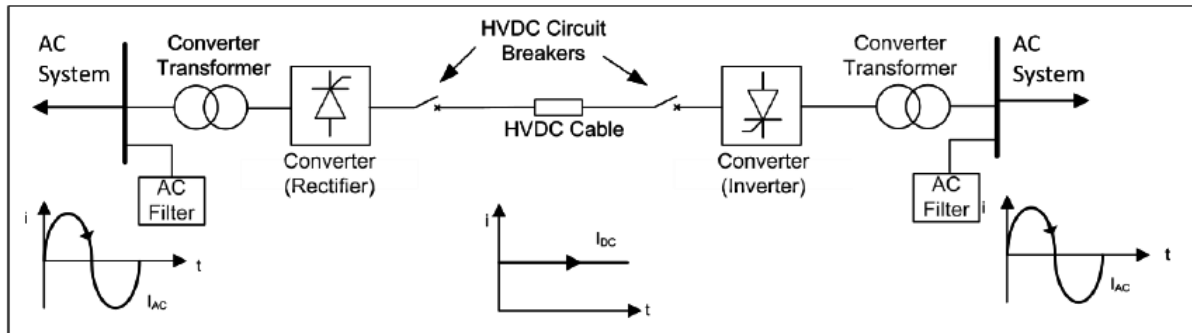 AC
System
Converter
Transformer
HVDC Circuit
Breakers
Converter
Transformer
AC
System
HVDC Cable
Converter
(Rectifier)
Converter
(Inverter)
AC
Filter
AC
Filter
i
t
IAC
i
IDC
t
i
t
IAC